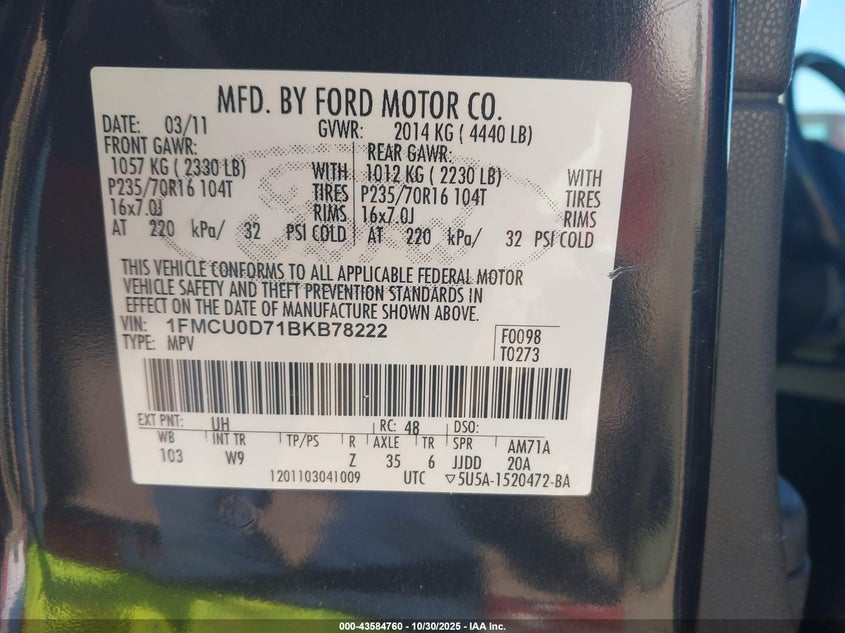 MFD. BY FORD MOTOR CO.
DATE: 03/11 GVWR: 2014 KG ( 4440 LB)
FRONT GAWR: REAR GAWR:
1057 KG ( 2330 LB) WITH 1012 KG ( 2230 LB) WITH
P235/70R16 104T TIRES P235/70R16 104T TIRES
16x7.0J RIMS 16x7.0J RIMS
AT 220 kPa/ 32 PSI COLD AT 220 kPa/ 32 PSI COLD
THIS VEHICLE CONFORMS TO ALL APPLICABLE FEDERAL MOTOR
VEHICLE SAFETY AND THEFT PREVENTION STANDARDS IN
EFFECT ON THE DATE OF MANUFACTURE SHOWN ABOVE.
VIN: 1FMCU0D71BKB78222 F0098
TYPE: MPV T0273
EXT PNT: UH RC: 48 DSO:
WB INT TR TP/PS R AXLE TR SPR AM71A
103 W9 Z 35 6 JJDD 20A
1201103041009 UTC ▽5U5A-1520472-BA
000-43584760 - 10/30/2025 - IAA Inc.